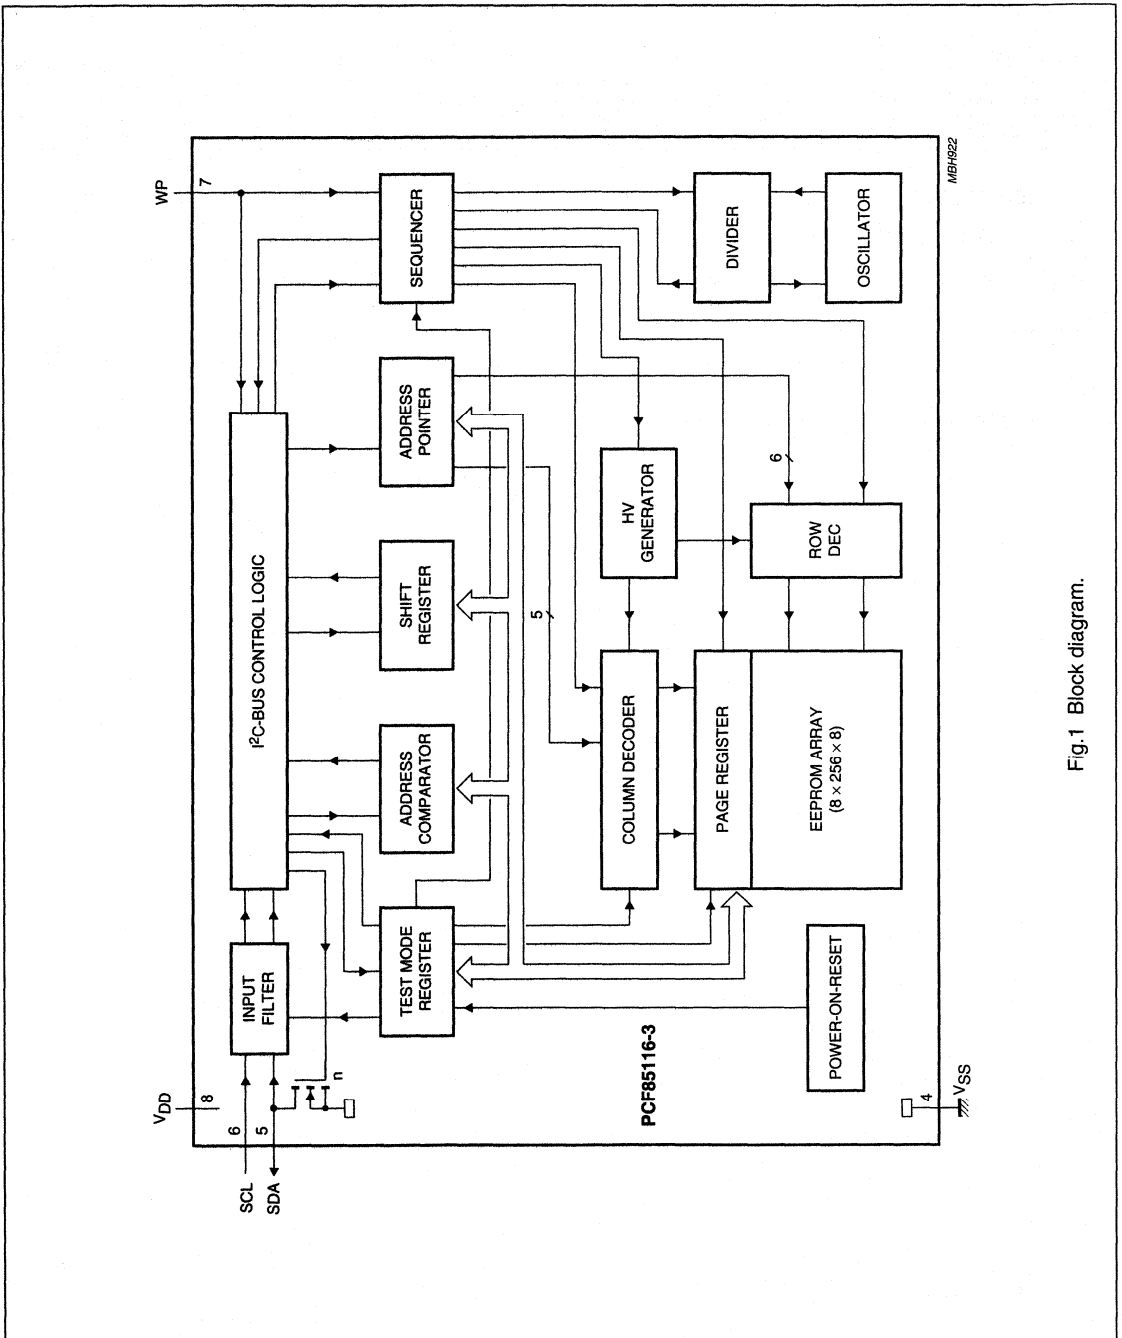 WP
7
VDD
8
SCL
6
SDA
5
n
INPUT
FILTER
I²C-BUS CONTROL LOGIC
TEST MODE
REGISTER
ADDRESS
COMPARATOR
SHIFT
REGISTER
ADDRESS
POINTER
SEQUENCER
5
6
HV
GENERATOR
COLUMN DECODER
DIVIDER
PAGE REGISTER
ROW
DEC
EEPROM ARRAY
(8 × 256 × 8)
OSCILLATOR
POWER-ON-RESET
PCF85116-3
4
VSS
MBH922
Fig.1 Block diagram.